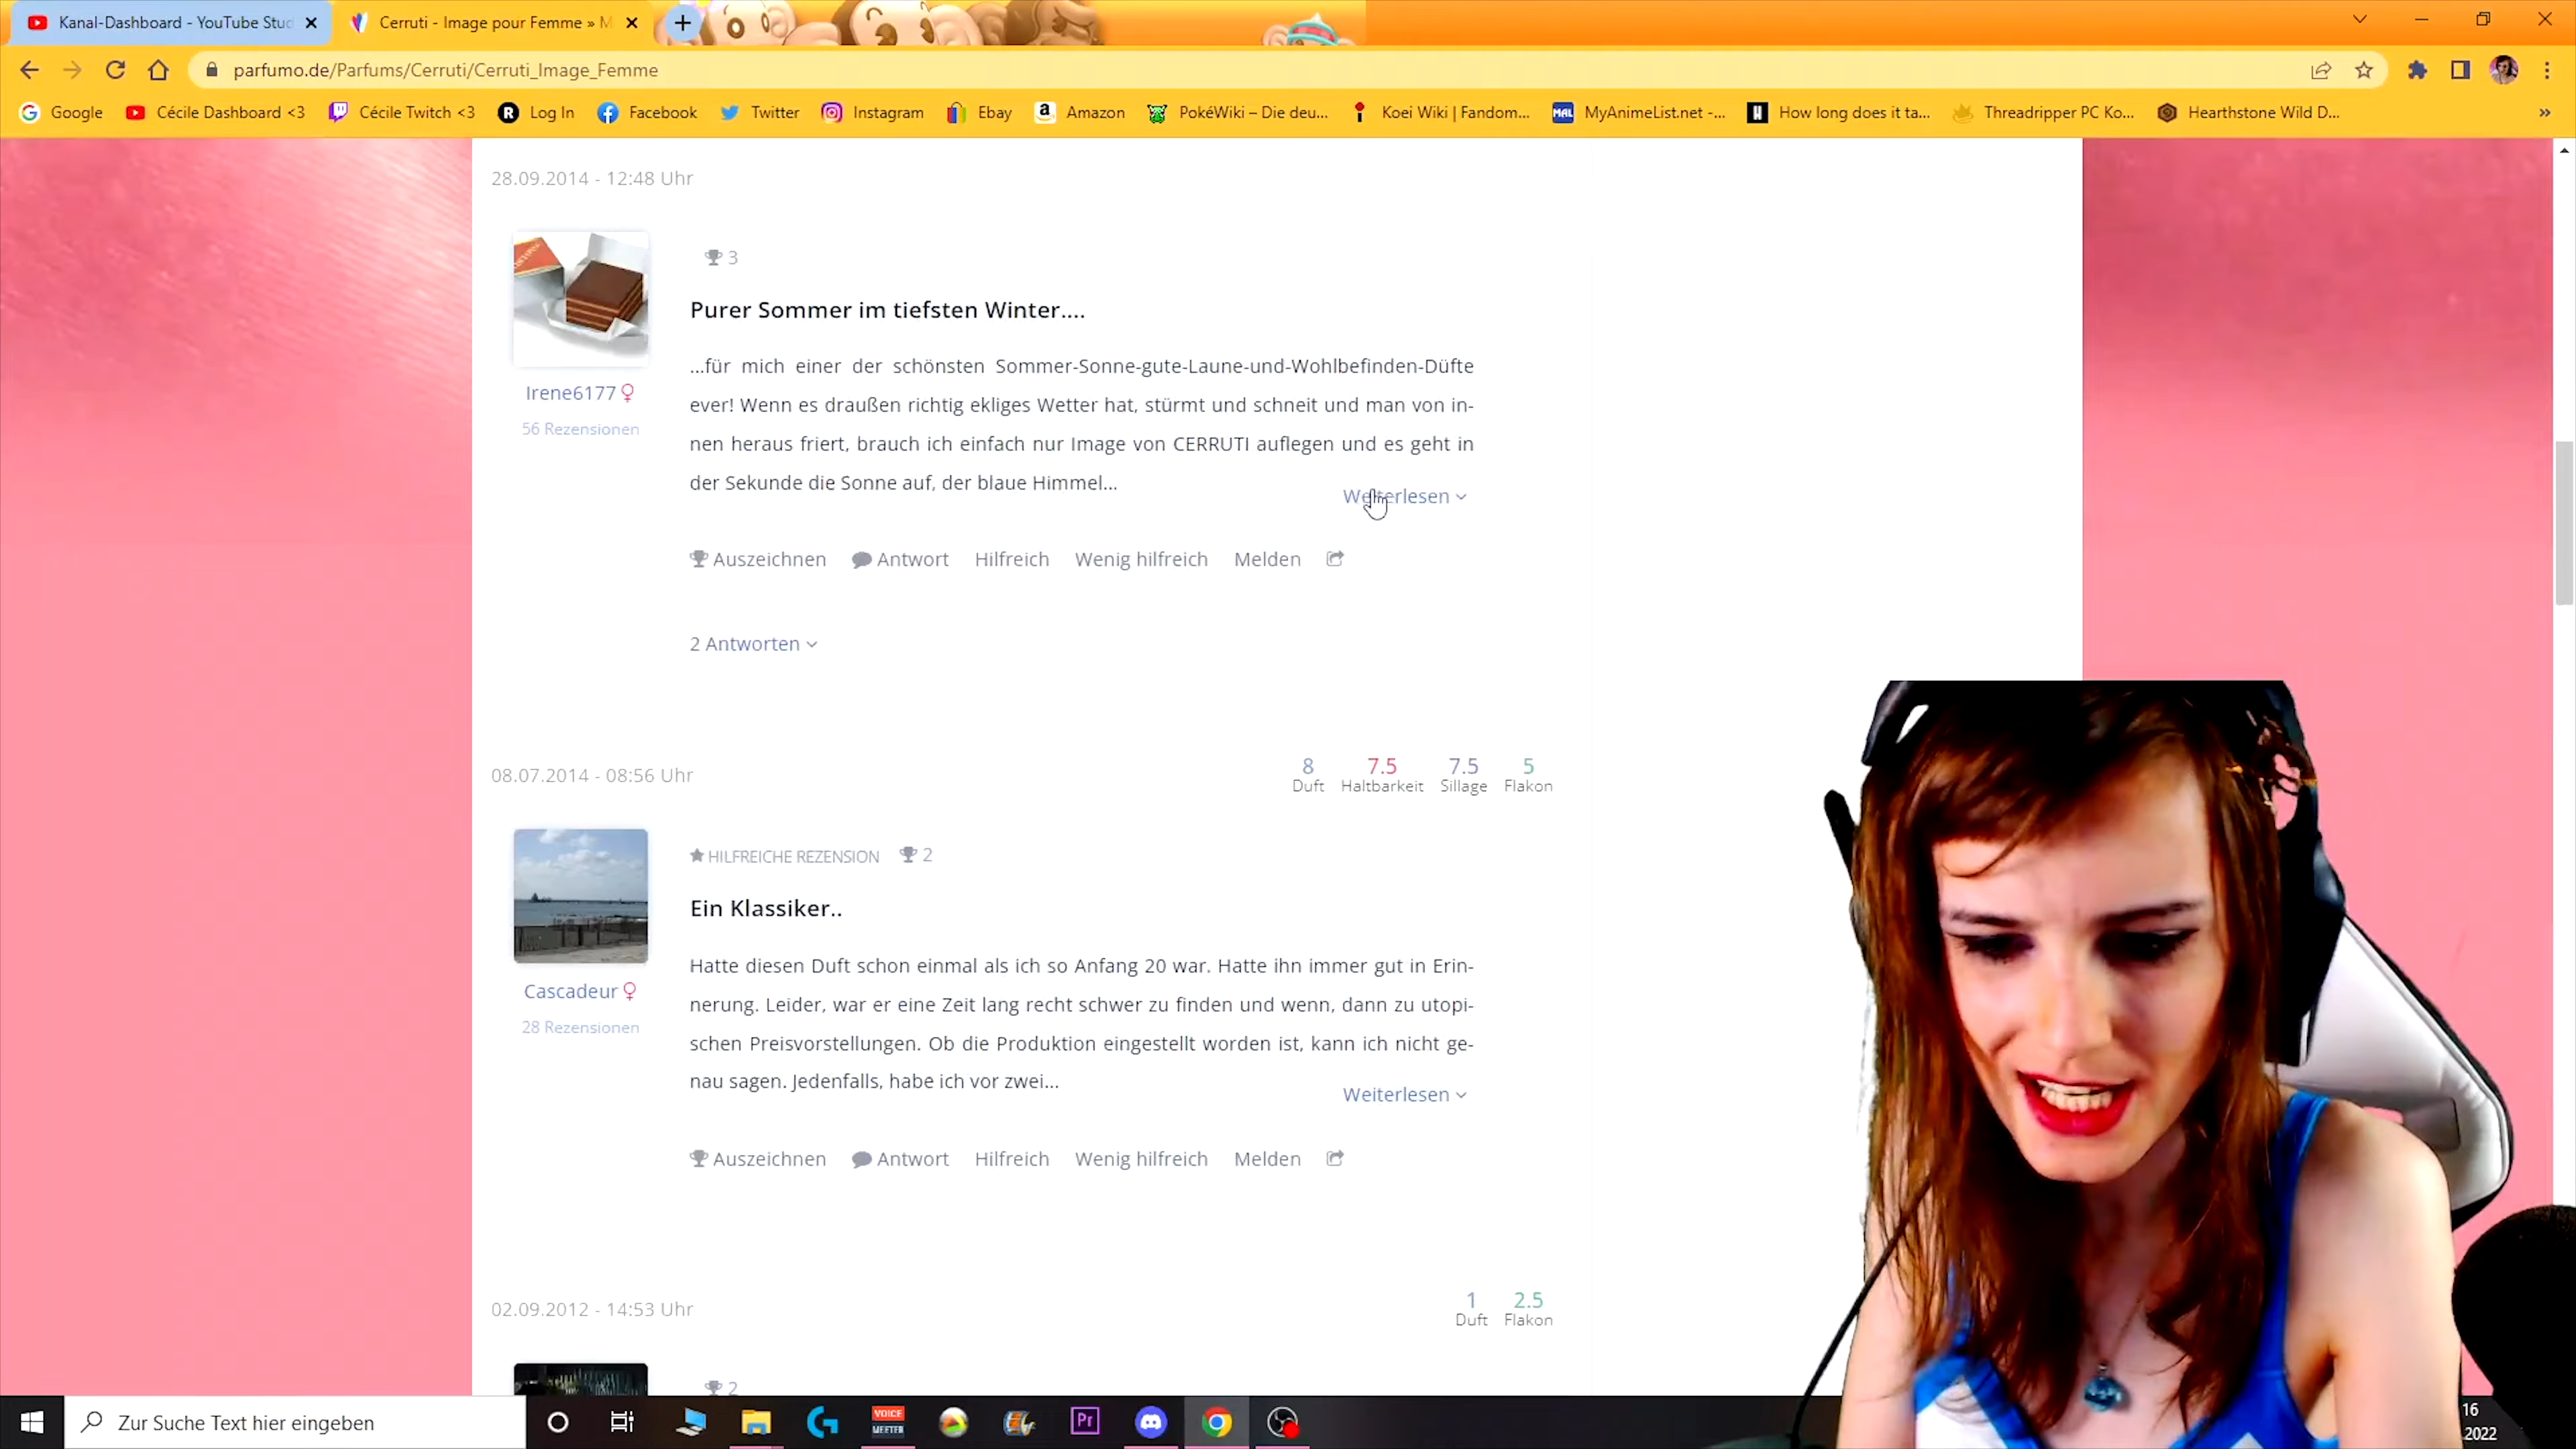 Kanal-Dashboard - YouTube Stud
Cerruti - Image pour Femme » M
parfumo.de/Parfums/Cerruti/Cerruti_Image_Femme
Google
Cécile Dashboard <3
Cécile Twitch <3
Log In
Facebook
Twitter
Instagram
Ebay
Amazon
PokéWiki – Die deu...
Koei Wiki | Fandom...
MyAnimeList.net -...
How long does it ta...
Threadripper PC Ko...
Hearthstone Wild D...
28.09.2014 - 12:48 Uhr
3
Purer Sommer im tiefsten Winter....
...für mich einer der schönsten Sommer-Sonne-gute-Laune-und-Wohlbefinden-Düfte
ever! Wenn es draußen richtig ekliges Wetter hat, stürmt und schneit und man von in-
nen heraus friert, brauch ich einfach nur Image von CERRUTI auflegen und es geht in
der Sekunde die Sonne auf, der blaue Himmel...
Weiterlesen
Irene6177
56 Rezensionen
Auszeichnen Antwort Hilfreich Wenig hilfreich Melden
2 Antworten
08.07.2014 - 08:56 Uhr
8 7.5 7.5 5
Duft Haltbarkeit Sillage Flakon
HILFREICHE REZENSION 2
Ein Klassiker..
Hatte diesen Duft schon einmal als ich so Anfang 20 war. Hatte ihn immer gut in Erin-
nerung. Leider, war er eine Zeit lang recht schwer zu finden und wenn, dann zu utopi-
schen Preisvorstellungen. Ob die Produktion eingestellt worden ist, kann ich nicht ge-
nau sagen. Jedenfalls, habe ich vor zwei...
Weiterlesen
Cascadeur
28 Rezensionen
Auszeichnen Antwort Hilfreich Wenig hilfreich Melden
02.09.2012 - 14:53 Uhr
1 2.5
Duft Flakon
2
Zur Suche Text hier eingeben
VOICE
MEETER
Pr
16
.2022